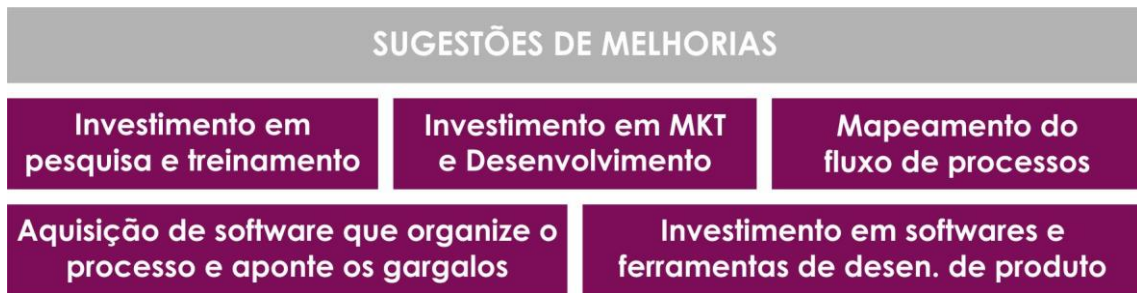 SUGESTÕES DE MELHORIAS
Investimento em
pesquisa e treinamento
Investimento em MKT
e Desenvolvimento
Mapeamento do
fluxo de processos
Aquisição de software que organize o
processo e aponte os gargalos
Investimento em softwares e
ferramentas de desen. de produto